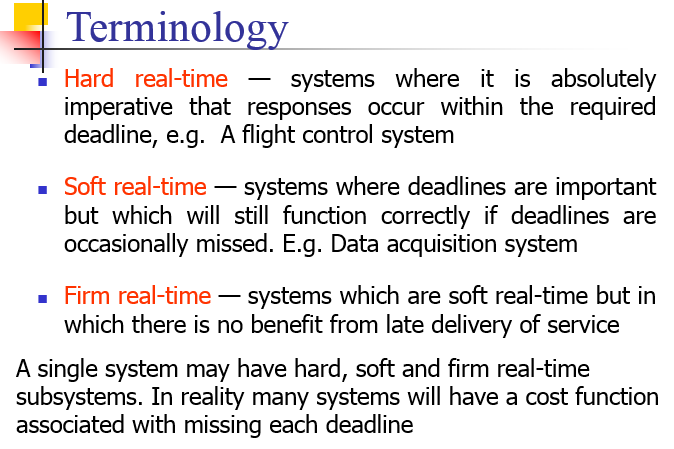 Terminology
Hard real-time — systems where it is absolutely
imperative that responses occur within the required
deadline, e.g. A flight control system
Soft real-time — systems where deadlines are important
but which will still function correctly if deadlines are
occasionally missed. E.g. Data acquisition system
Firm real-time — systems which are soft real-time but in
which there is no benefit from late delivery of service
A single system may have hard, soft and firm real-time
subsystems. In reality many systems will have a cost function
associated with missing each deadline